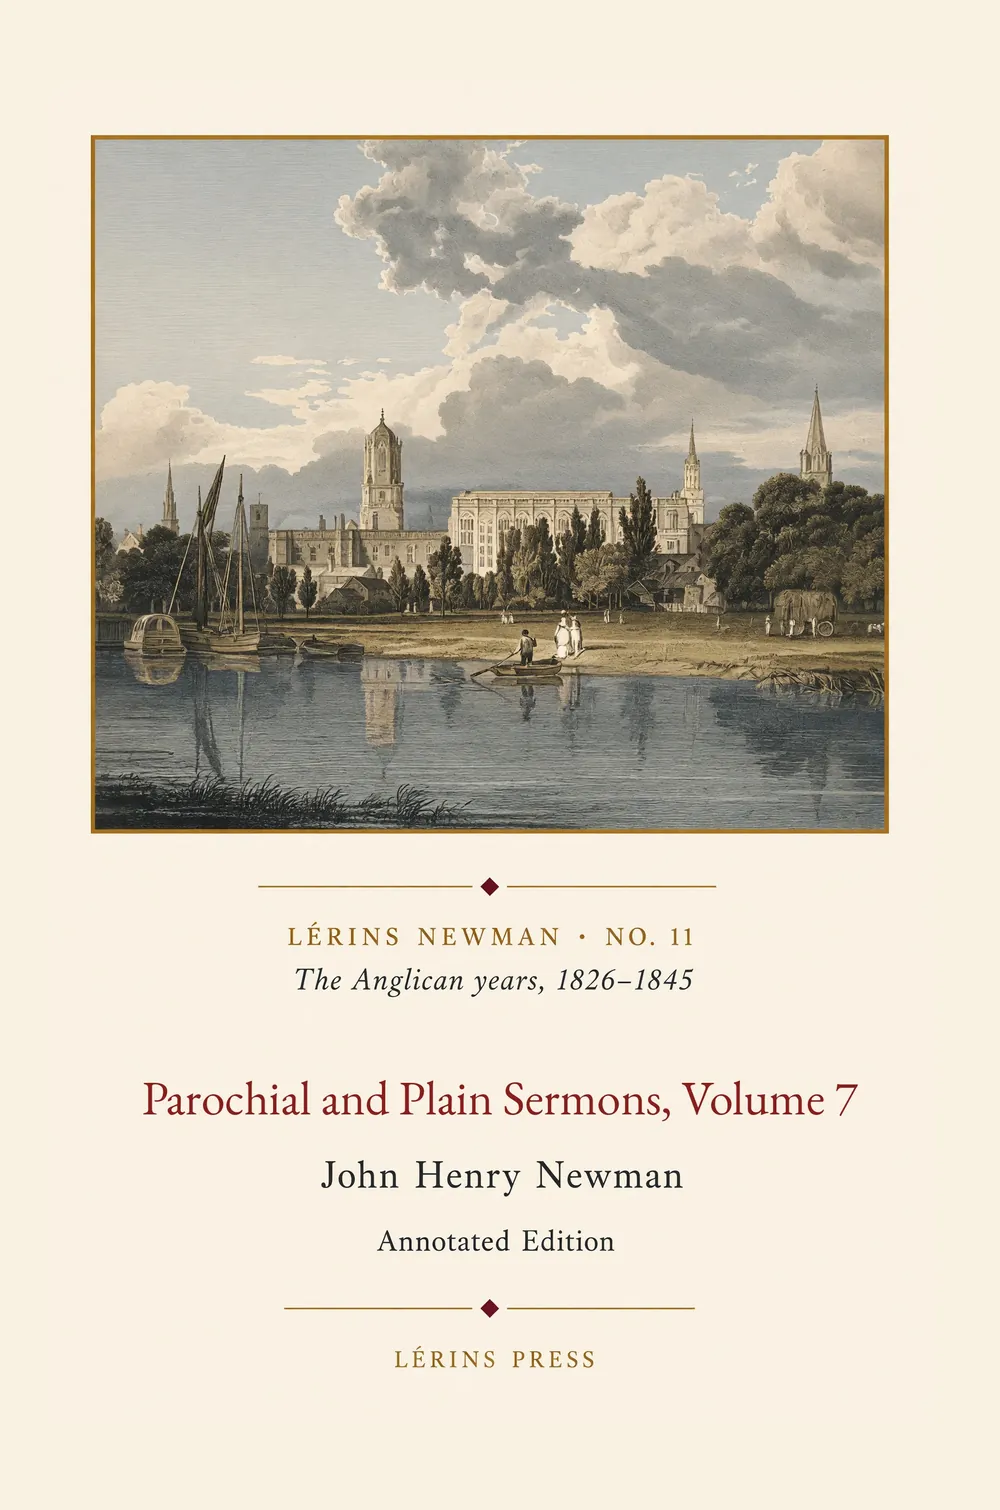 LÉRINS NEWMAN · NO. 11
The Anglican years, 1826–1845
Parochial and Plain Sermons, Volume 7
John Henry Newman
Annotated Edition
LÉRINS PRESS